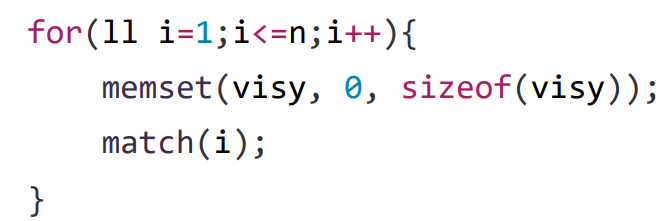 for(ll i=1;i<=n;i++){
    memset(visy, 0, sizeof(visy));
    match(i);
}